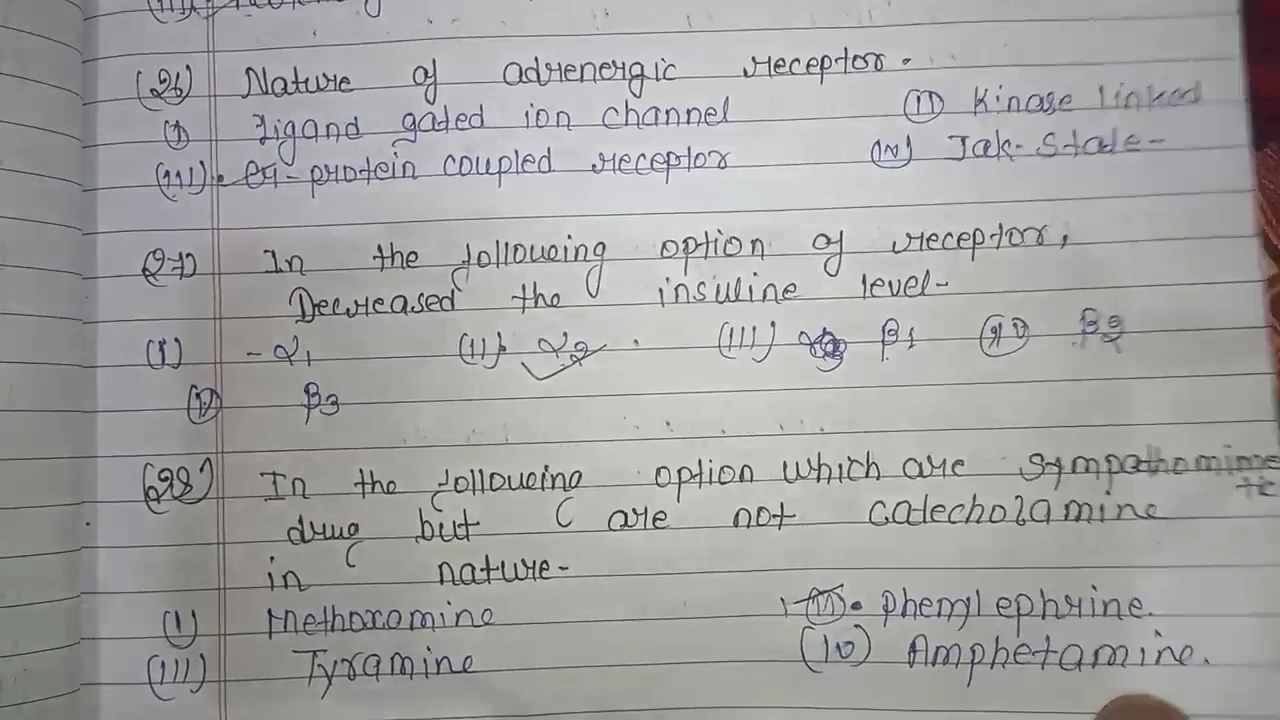 (26) Nature of adrenergic receptor.
(I) Ligand gated ion channel (II) Kinase linked
(III) G-protein coupled receptor (IV) Jak-State-
(27) In the following option of receptor,
Decreased the insuline level-
(I) - α1 (II) α2 (III) β1 (IV) β2
(V) β3
(28) In the following option which are sympathomime
tic
drug but are not catecholamine
in nature-
(I) Methoxamine (II) Phenylephrine.
(III) Tyramine (IV) Amphetamine.